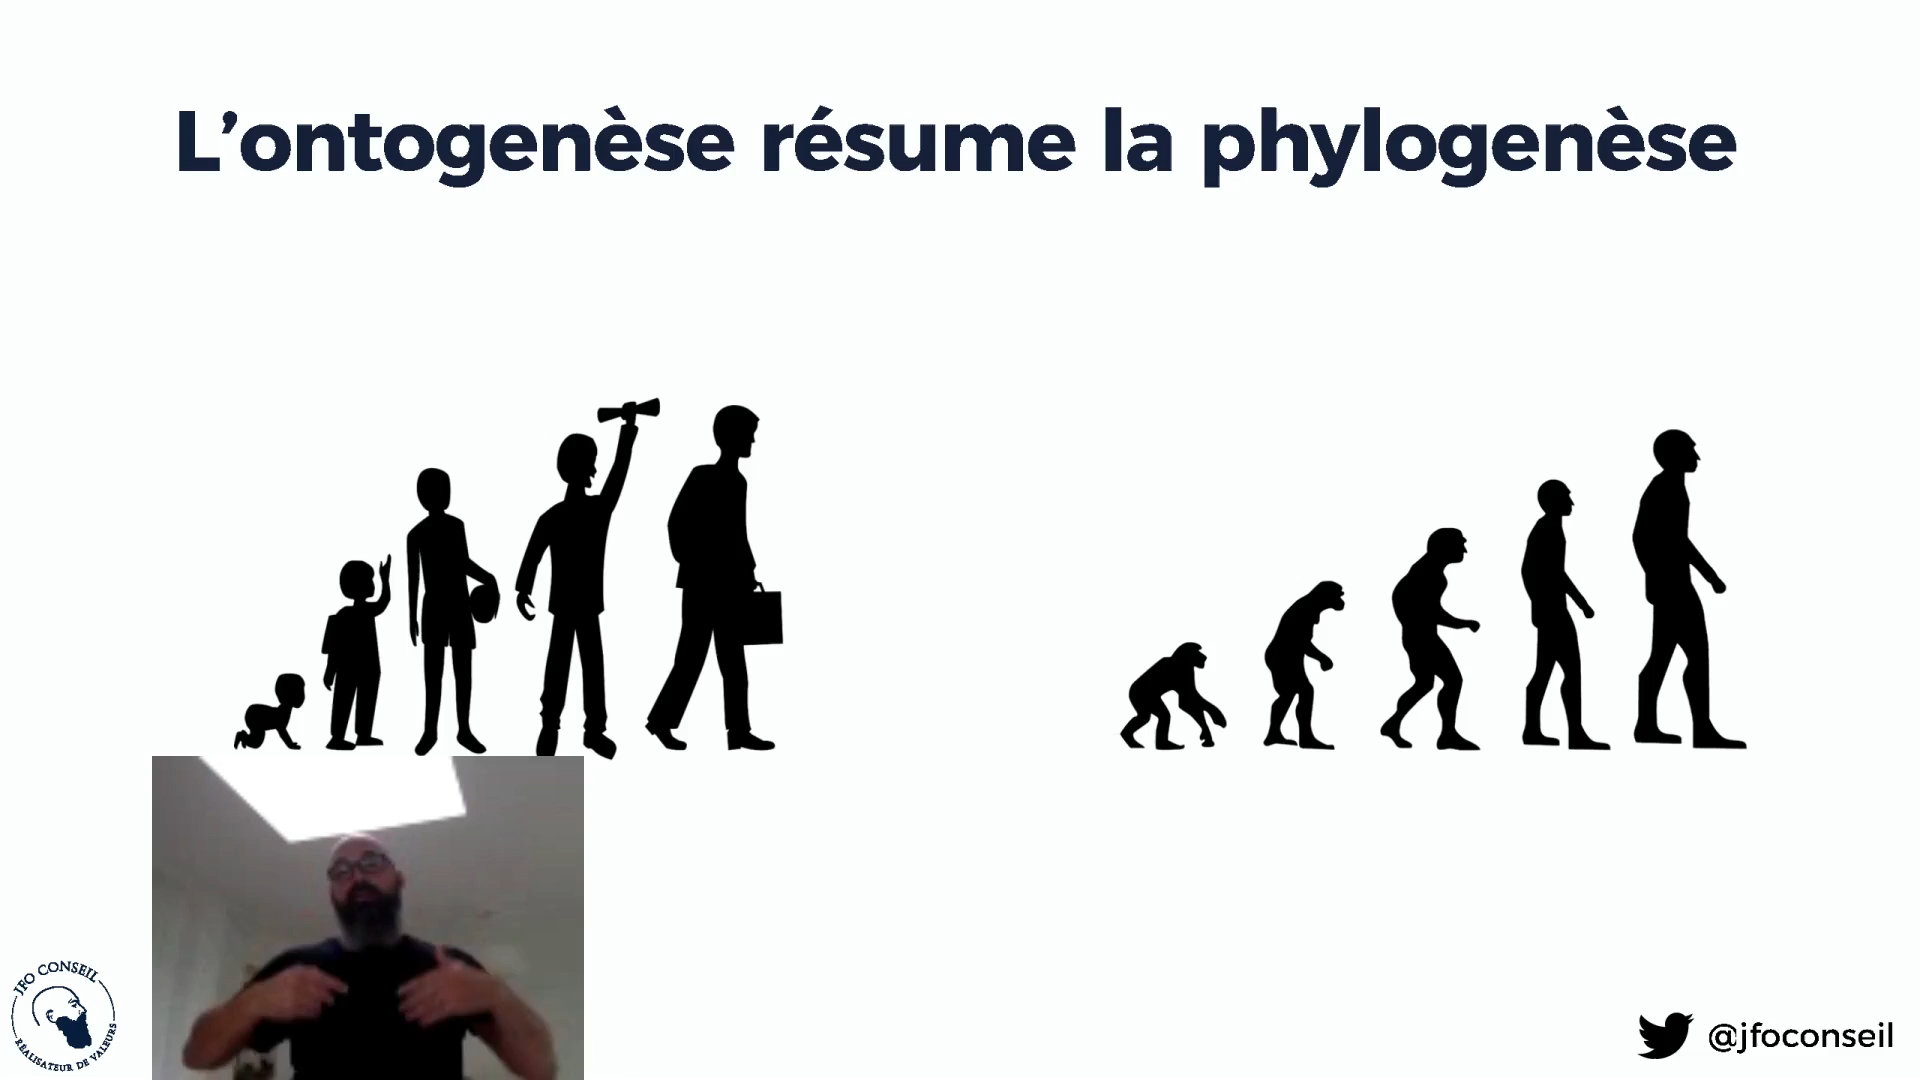 L’ontogenèse résume la phylogenèse
JFO CONSEIL
RÉALISATEUR DE VALEURS
@jfoconseil